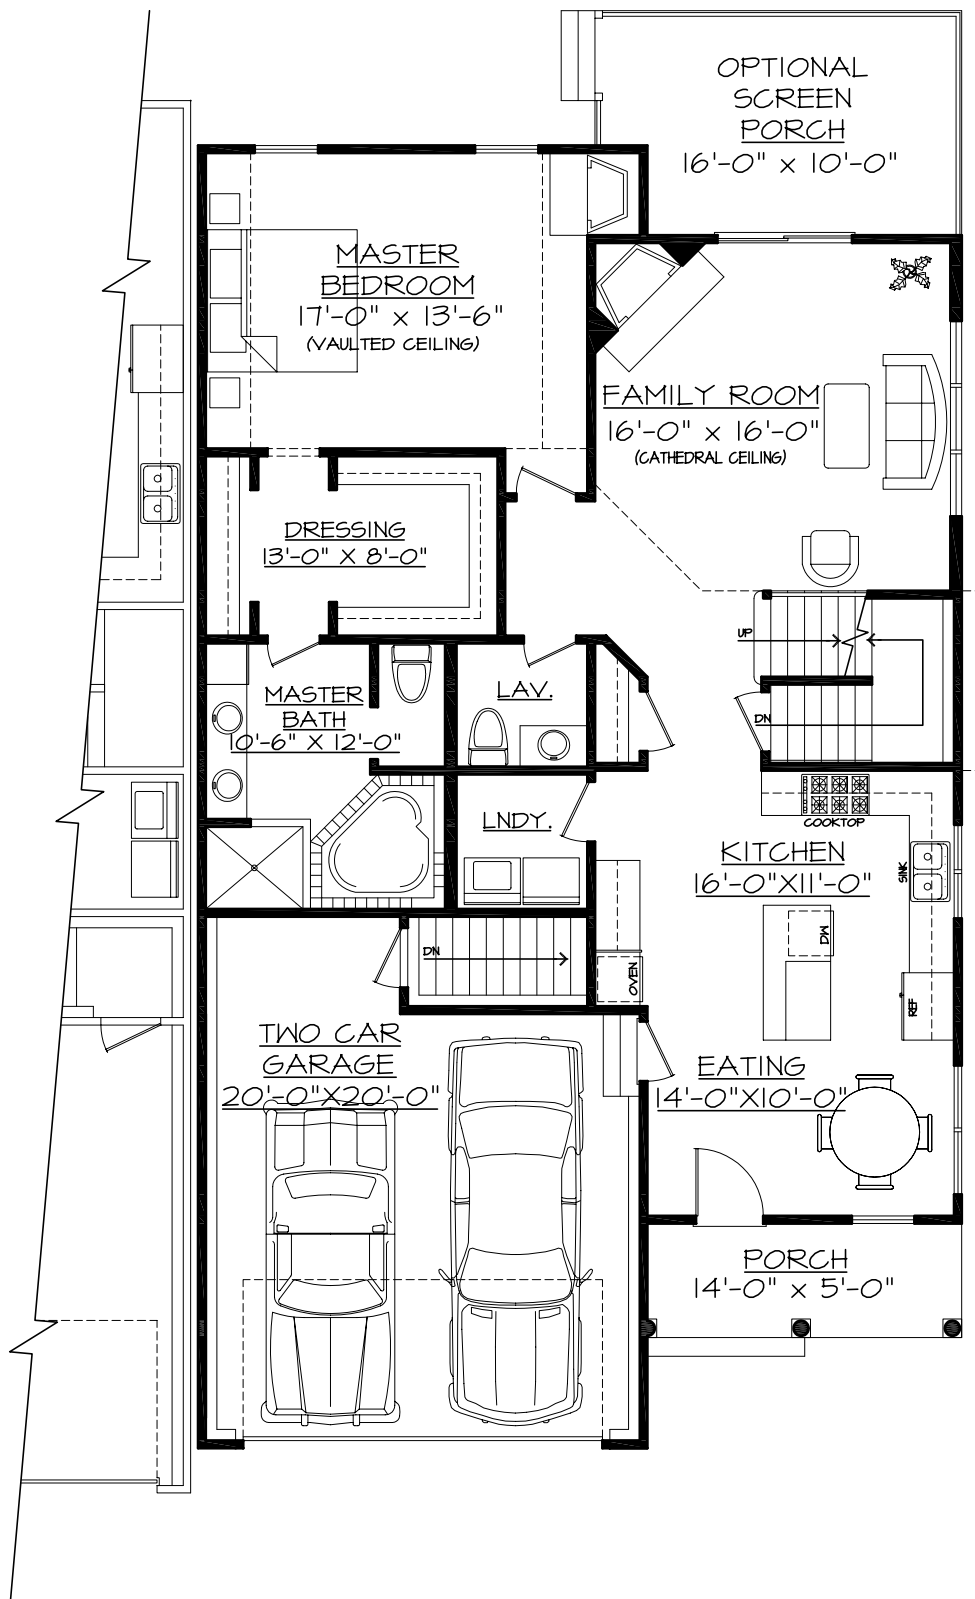 OPTIONAL
SCREEN
PORCH
16'-0" x 10'-0"
MASTER
BEDROOM
17'-0" x 13'-6"
(VAULTED CEILING)
FAMILY ROOM
16'-0" x 16'-0"
(CATHEDRAL CEILING)
DRESSING
13'-0" X 8'-0"
UP
DN
MASTER
BATH
10'-6" X 12'-0"
LAV.
LNDY.
COOKTOP
KITCHEN
16'-0"X11'-0"
SINK
DW
DN
OVEN
REF
TWO CAR
GARAGE
20'-0"X20'-0"
EATING
14'-0"X10'-0"
PORCH
14'-0" x 5'-0"